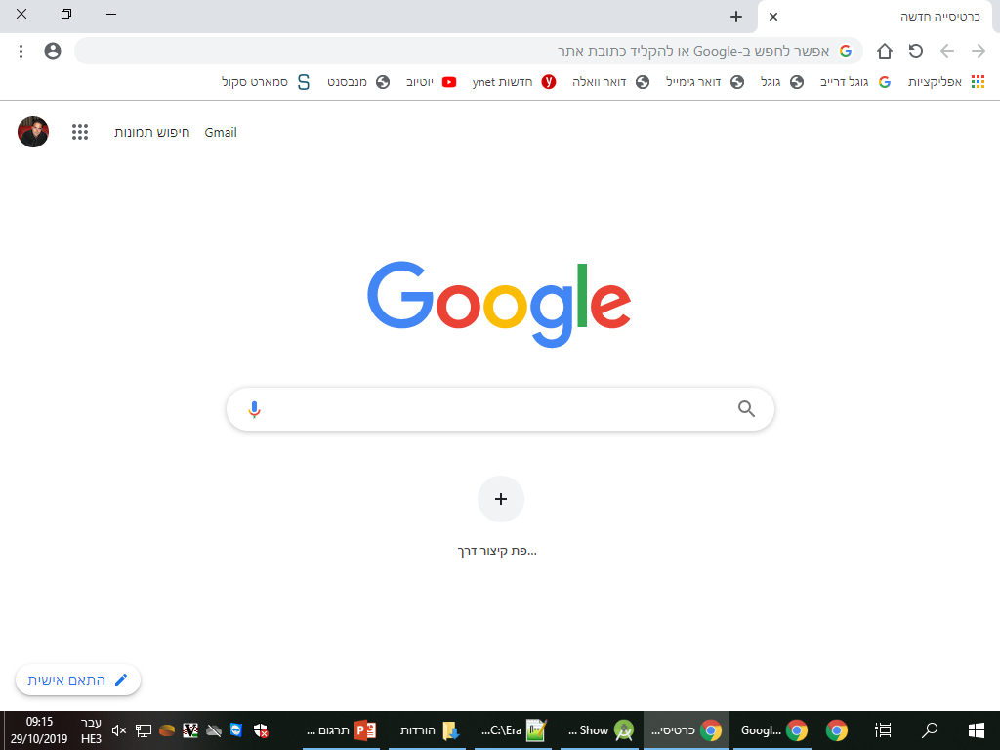 כרטיסייה חדשה
אפשר לחפש ב-Google או להקליד כתובת אתר
אפליקציות גוגל דרייב גוגל דואר גימייל דואר וואלה חדשות ynet יוטיוב מנבסנט סמארט סקול
Gmail חיפוש תמונות
Google
...פת קיצור דרך
התאם אישית
Googl... כרטיסי... Show ... C:\Era... הורדות תרגום ...
עבר
HE3
09:15
29/10/2019